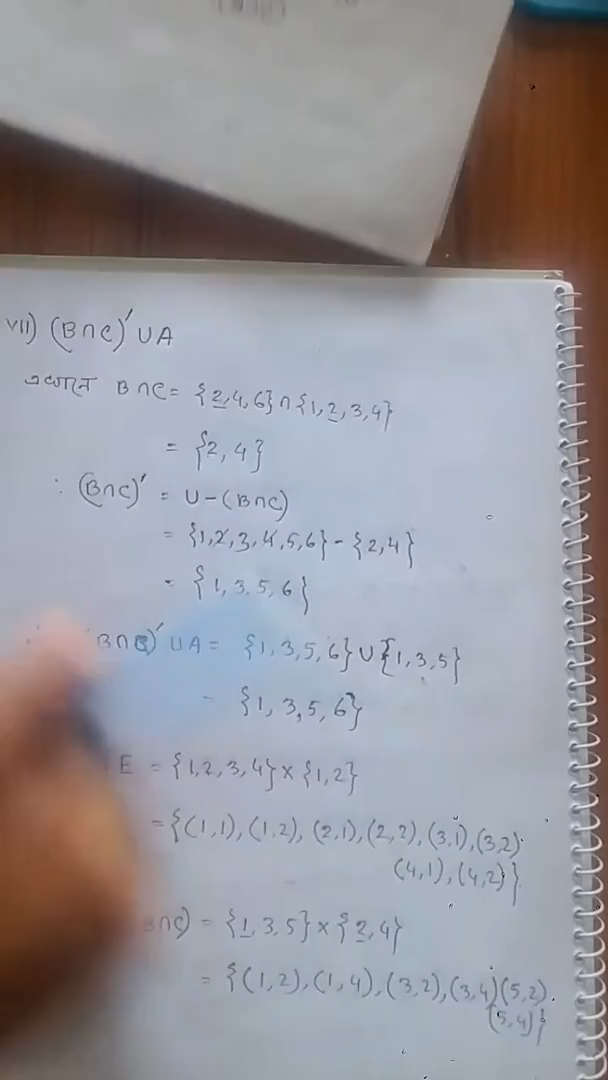 VII) (B∩C)′ ∪ A
এখানে B∩C = {2,4,6} ∩ {1,2,3,4}
= {2, 4}
∴ (B∩C)′ = U-(B∩C)
= {1,2,3,4,5,6} - {2,4}
= {1,3,5,6}
B∩C)′ ∪ A = {1,3,5,6} ∪ {1,3,5}
= {1,3,5,6}
E = {1,2,3,4} × {1,2}
= {(1,1), (1,2), (2,1), (2,2), (3,1), (3,2)
(4,1), (4,2)}
B∩C) = {1,3,5} × {2,4}
= {(1,2), (1,4), (3,2), (3,4) (5,2).
(5,4)}